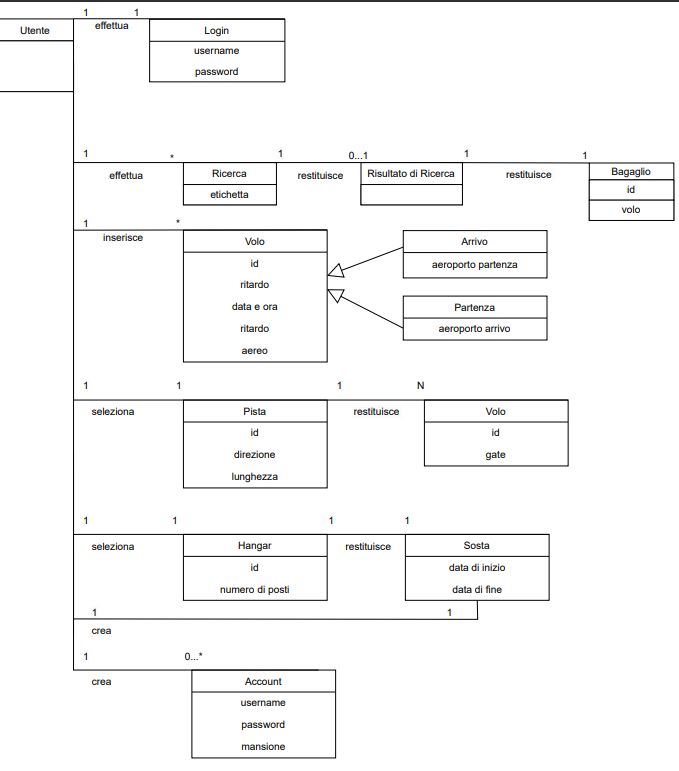 1 1
Utente effettua Login
username
password
1 * 1 0...1 1 1
effettua Ricerca restituisce Risultato di Ricerca restituisce Bagaglio
etichetta id
volo
1 *
inserisce Volo Arrivo
id aeroporto partenza
ritardo
data e ora Partenza
ritardo aeroporto arrivo
aereo
1 1 1 N
seleziona Pista restituisce Volo
id id
direzione gate
lunghezza
1 1 1 1
seleziona Hangar restituisce Sosta
id data di inizio
numero di posti data di fine
1 1
crea
1 0...*
crea Account
username
password
mansione